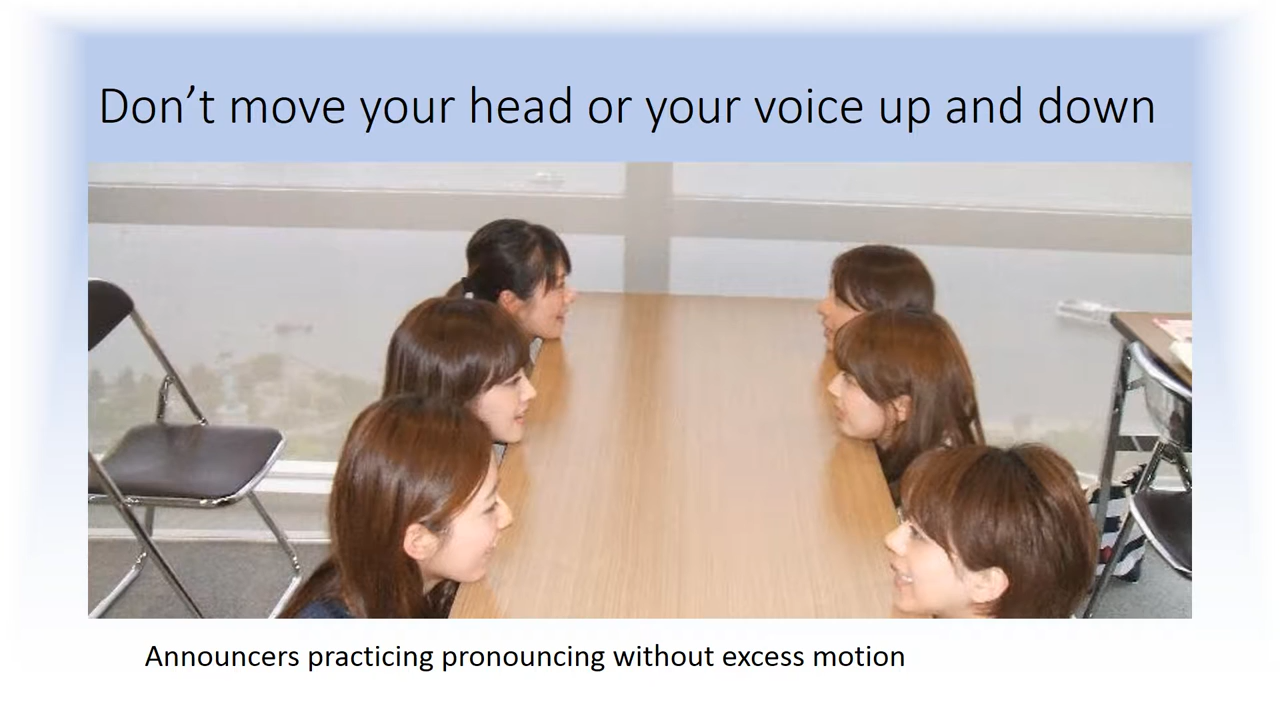 Don’t move your head or your voice up and down
Announcers practicing pronouncing without excess motion